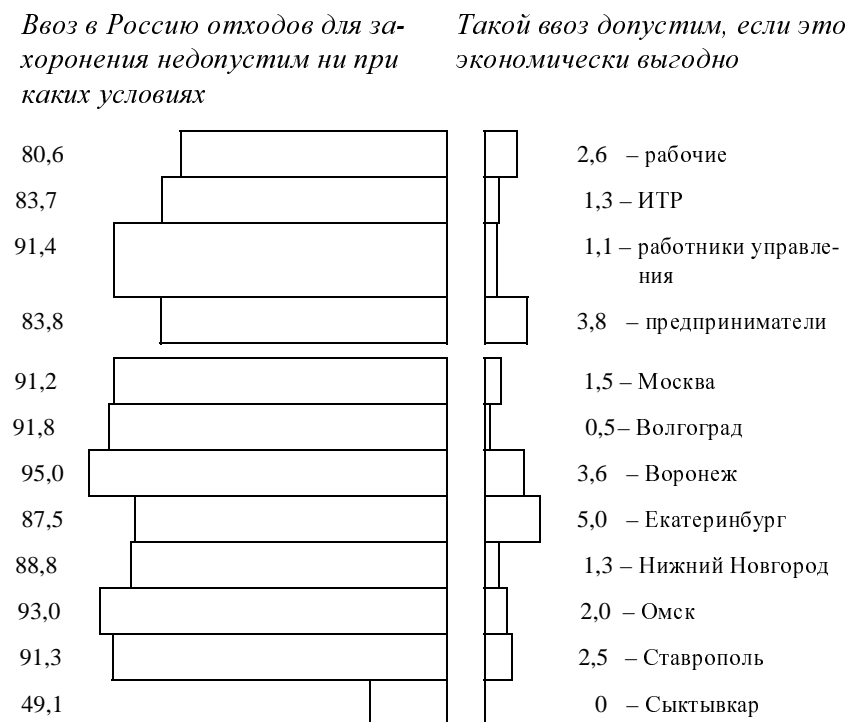 Ввоз в Россию отходов для за-
хоронения недопустим ни при
каких условиях
Такой ввоз допустим, если это
экономически выгодно
80,6 2,6 – рабочие
83,7 1,3 – ИТР
91,4 1,1 – работники управле-
ния
83,8 3,8 – предприниматели
91,2 1,5 – Москва
91,8 0,5– Волгоград
95,0 3,6 – Воронеж
87,5 5,0 – Екатеринбург
88,8 1,3 – Нижний Новгород
93,0 2,0 – Омск
91,3 2,5 – Ставрополь
49,1 0 – Сыктывкар